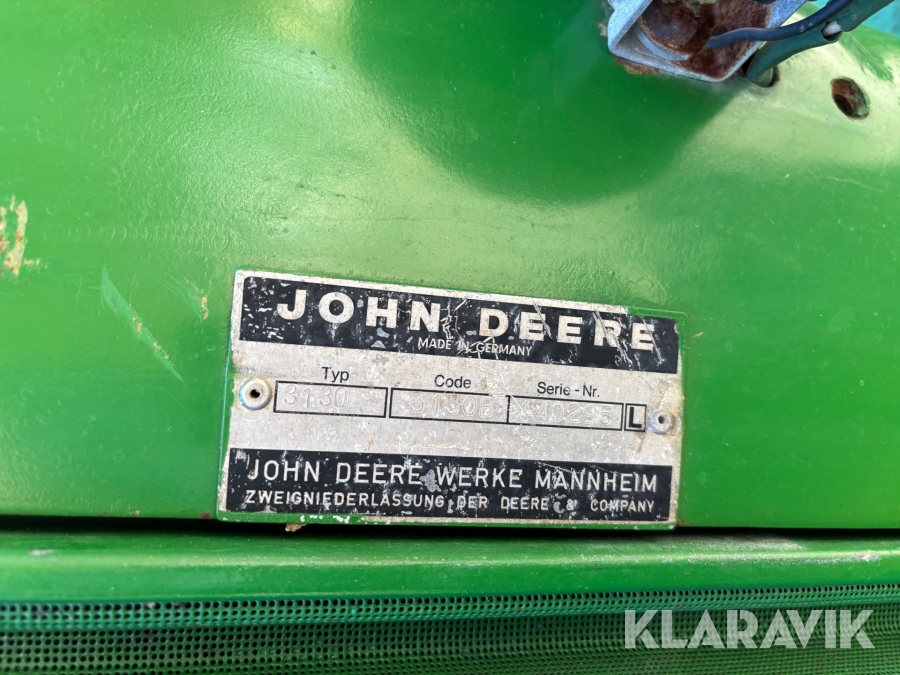 JOHN DEERE
MADE IN GERMANY
Typ Code Serie-Nr.
3130 L
JOHN DEERE WERKE MANNHEIM
ZWEIGNIEDERLASSUNG DER DEERE & COMPANY
KLARAVIK